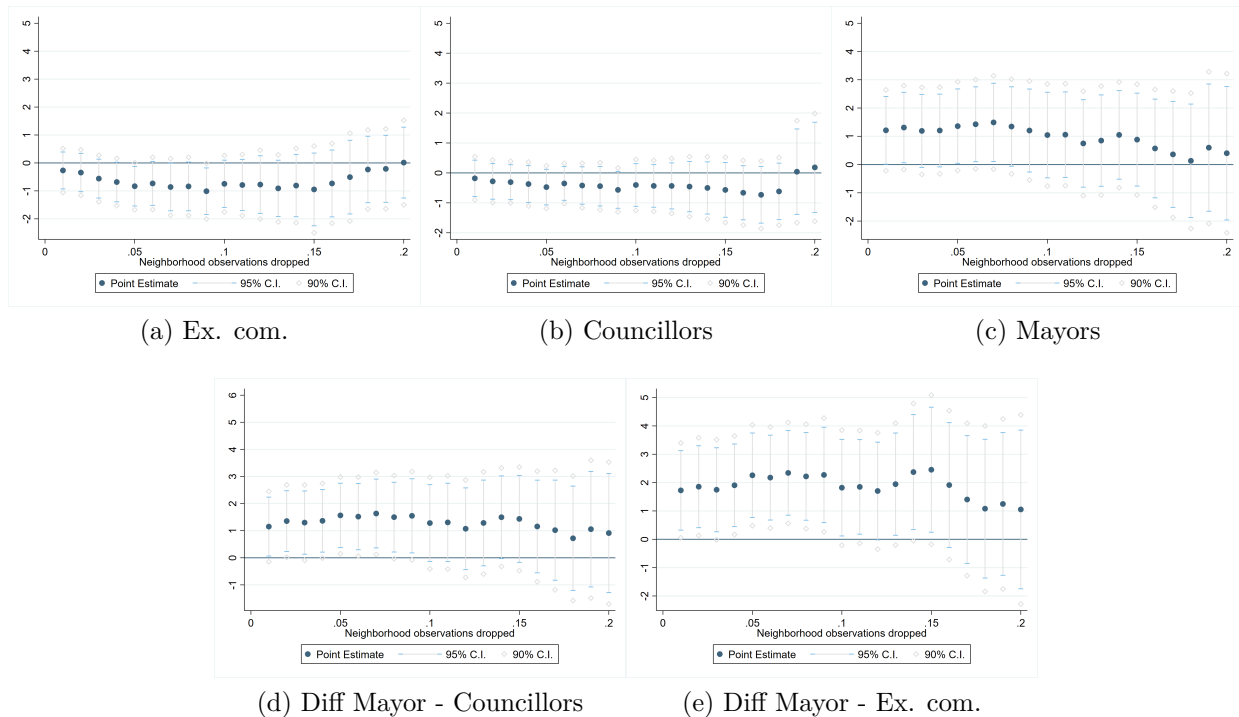 5
4
3
2
1
0
-1
-2
0 .05 .1 .15 .2
Neighborhood observations dropped
Point Estimate 95% C.I. 90% C.I.
(a) Ex. com.
5
4
3
2
1
0
-1
-2
0 .05 .1 .15 .2
Neighborhood observations dropped
Point Estimate 95% C.I. 90% C.I.
(b) Councillors
5
4
3
2
1
0
-1
-2
0 .05 .1 .15 .2
Neighborhood observations dropped
Point Estimate 95% C.I. 90% C.I.
(c) Mayors
6
5
4
3
2
1
0
-1
0 .05 .1 .15 .2
Neighborhood observations dropped
Point Estimate 95% C.I. 90% C.I.
(d) Diff Mayor - Councillors
5
4
3
2
1
0
-1
-2
0 .05 .1 .15 .2
Neighborhood observations dropped
Point Estimate 95% C.I. 90% C.I.
(e) Diff Mayor - Ex. com.